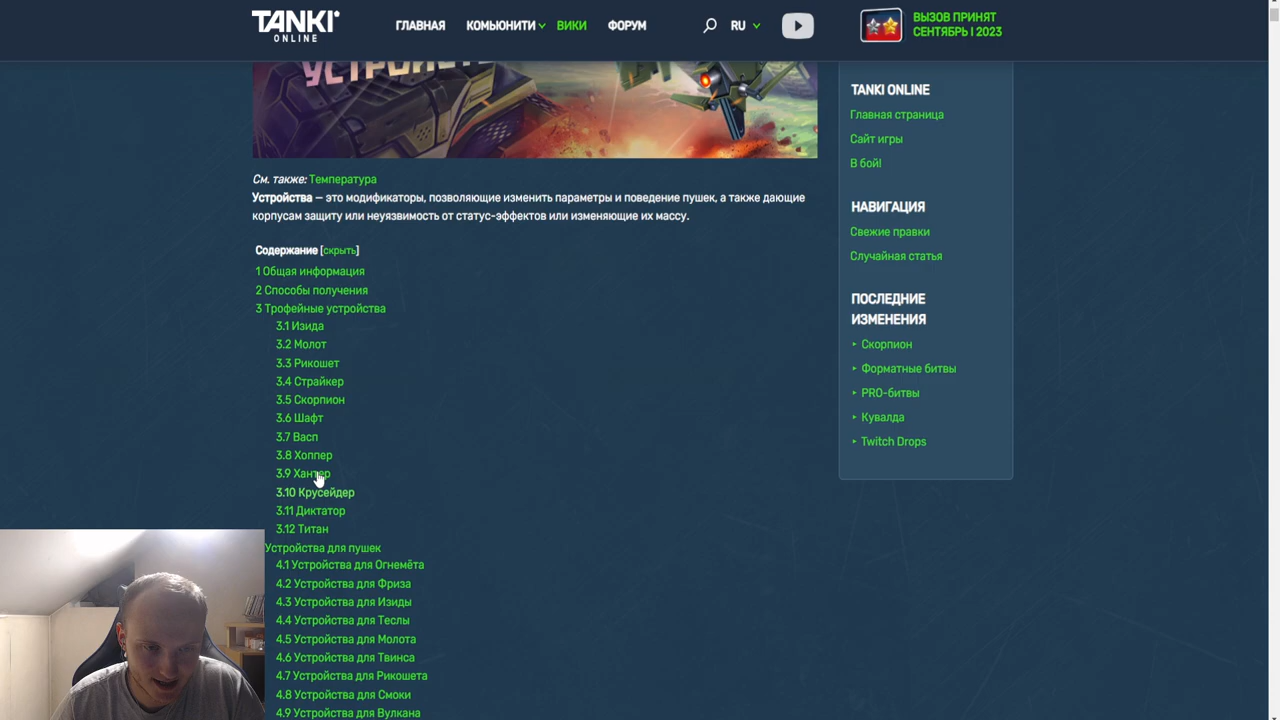 TANKI
ONLINE
ГЛАВНАЯ
КОМЬЮНИТИ
ВИКИ
ФОРУМ
RU
ВЫЗОВ ПРИНЯТ
СЕНТЯБРЬ I 2023
УСТРОЙСТВ
См. также: Температура
Устройства — это модификаторы, позволяющие изменить параметры и поведение пушек, а также дающие
корпусам защиту или неуязвимость от статус-эффектов или изменяющие их массу.
Содержание [скрыть]
1 Общая информация
2 Способы получения
3 Трофейные устройства
3.1 Изида
3.2 Молот
3.3 Рикошет
3.4 Страйкер
3.5 Скорпион
3.6 Шафт
3.7 Васп
3.8 Хоппер
3.9 Хантер
3.10 Крусейдер
3.11 Диктатор
3.12 Титан
Устройства для пушек
4.1 Устройства для Огнемёта
4.2 Устройства для Фриза
4.3 Устройства для Изиды
4.4 Устройства для Теслы
4.5 Устройства для Молота
4.6 Устройства для Твинса
4.7 Устройства для Рикошета
4.8 Устройства для Смоки
4.9 Устройства для Вулкана
TANKI ONLINE
Главная страница
Сайт игры
В бой!
НАВИГАЦИЯ
Свежие правки
Случайная статья
ПОСЛЕДНИЕ
ИЗМЕНЕНИЯ
Скорпион
Форматные битвы
PRO-битвы
Кувалда
Twitch Drops